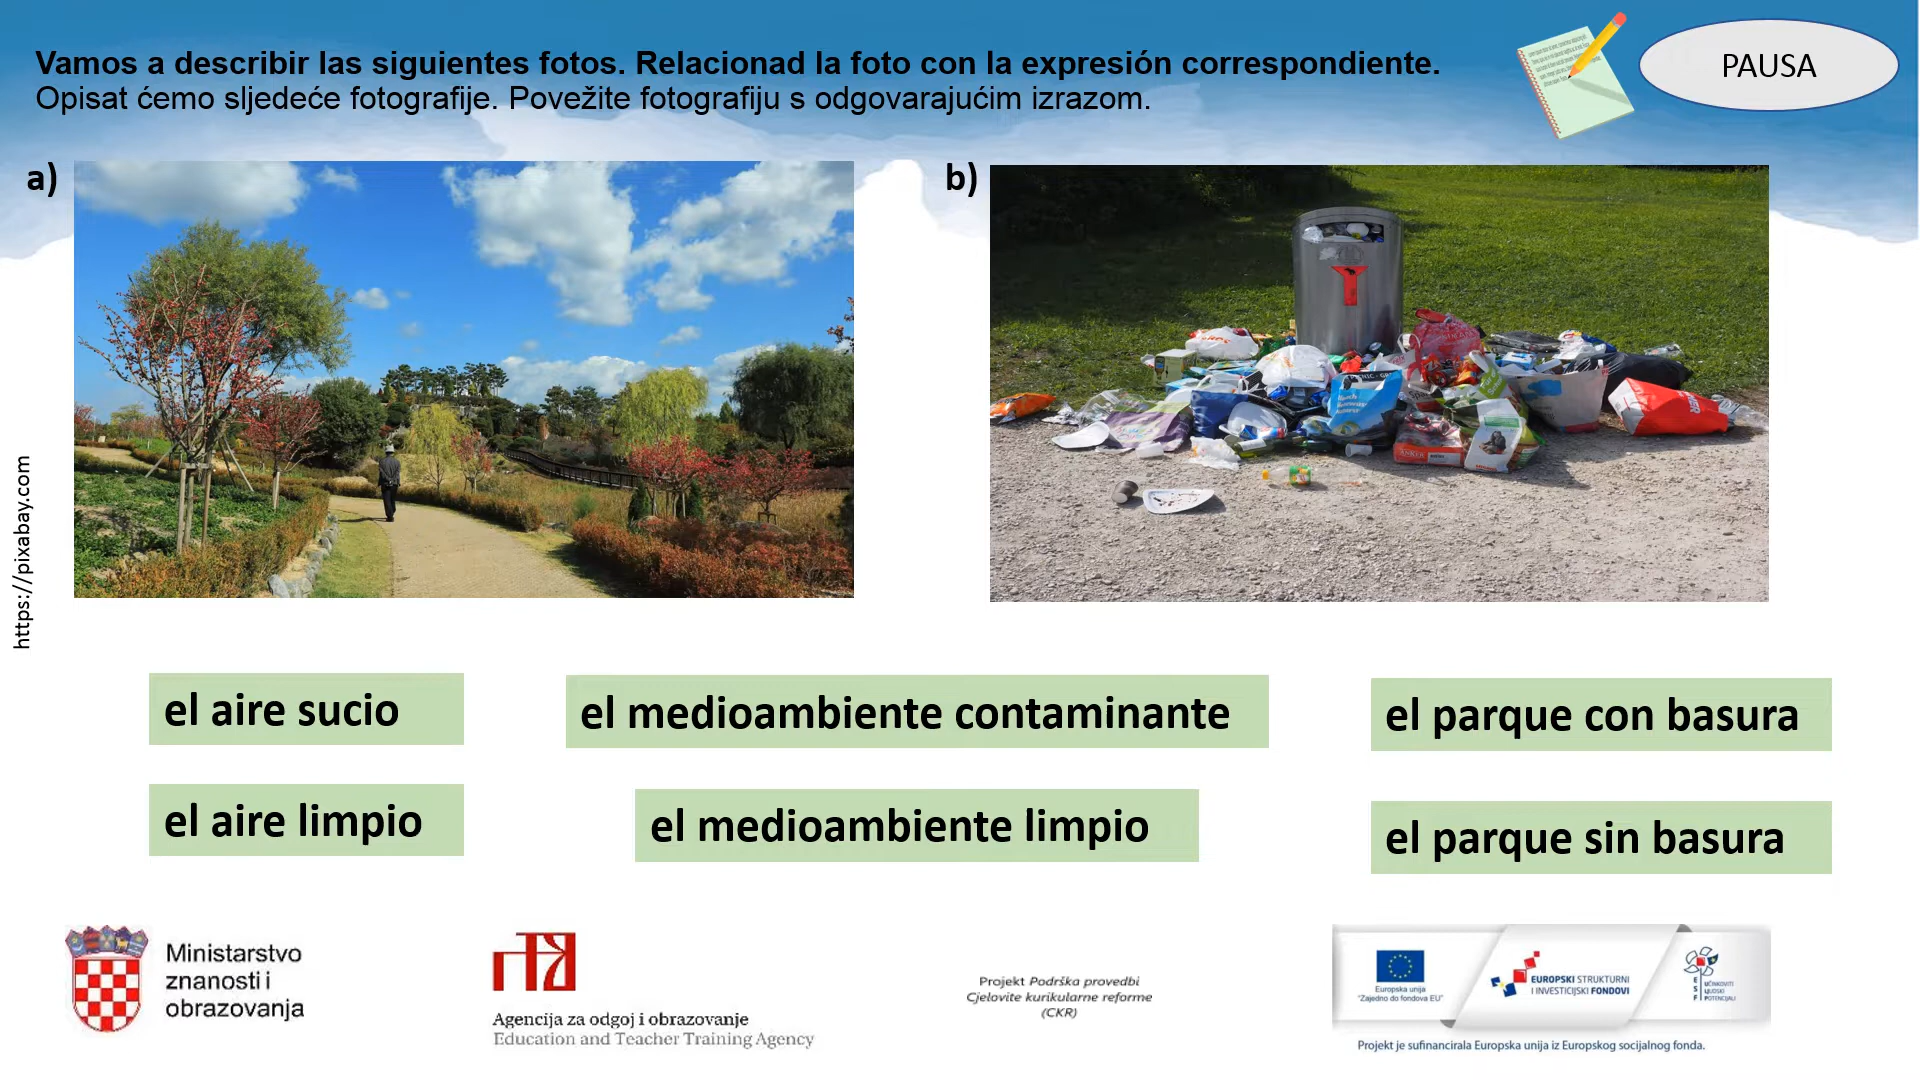 Vamos a describir las siguientes fotos. Relacionad la foto con la expresión correspondiente.
Opisat ćemo sljedeće fotografije. Povežite fotografiju s odgovarajućim izrazom.
PAUSA
a)
b)
https://pixabay.com
el aire sucio
el medioambiente contaminante
el parque con basura
el aire limpio
el medioambiente limpio
el parque sin basura
Ministarstvo
znanosti i
obrazovanja
Agencija za odgoj i obrazovanje
Education and Teacher Training Agency
Projekt Podrška provedbi
Cjelovite kurikularne reforme
(CKR)
Europska unija
"Zajedno do fondova EU"
EUROPSKI STRUKTURNI
I INVESTICIJSKI FONDOVI
ESF
UČINKOVITI
LJUDSKI
POTENCIJALI
Projekt je sufinancirala Europska unija iz Europskog socijalnog fonda.